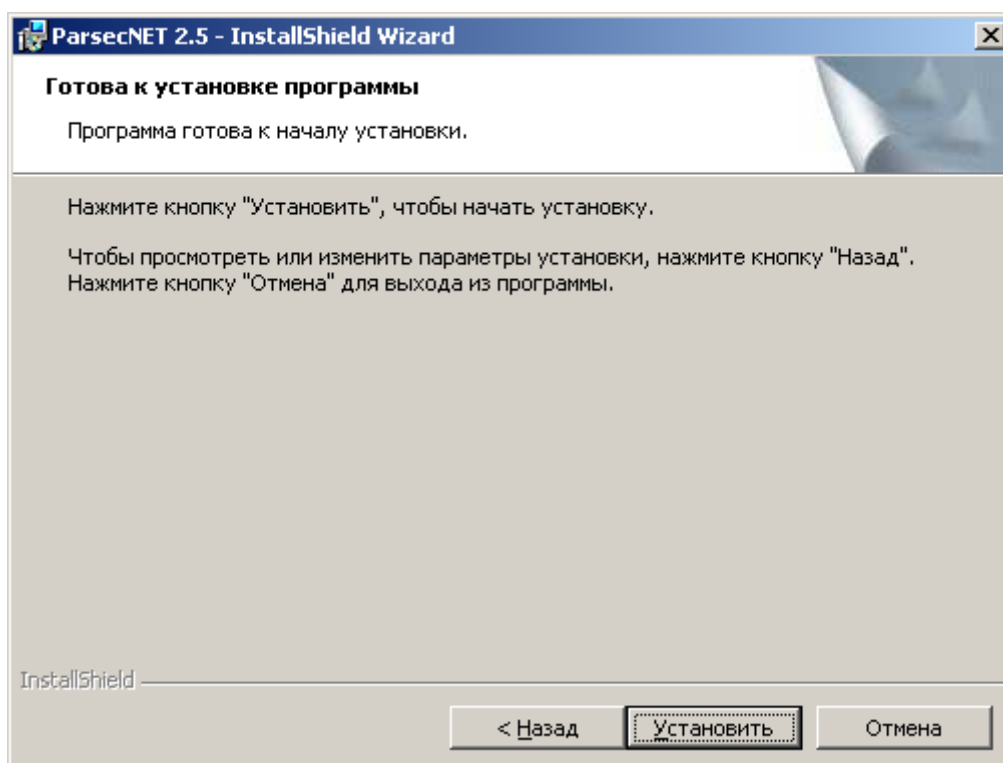 ParsecNET 2.5 - InstallShield Wizard
Готова к установке программы
Программа готова к началу установки.
Нажмите кнопку "Установить", чтобы начать установку.
Чтобы просмотреть или изменить параметры установки, нажмите кнопку "Назад".
Нажмите кнопку "Отмена" для выхода из программы.
InstallShield
< Назад
Установить
Отмена